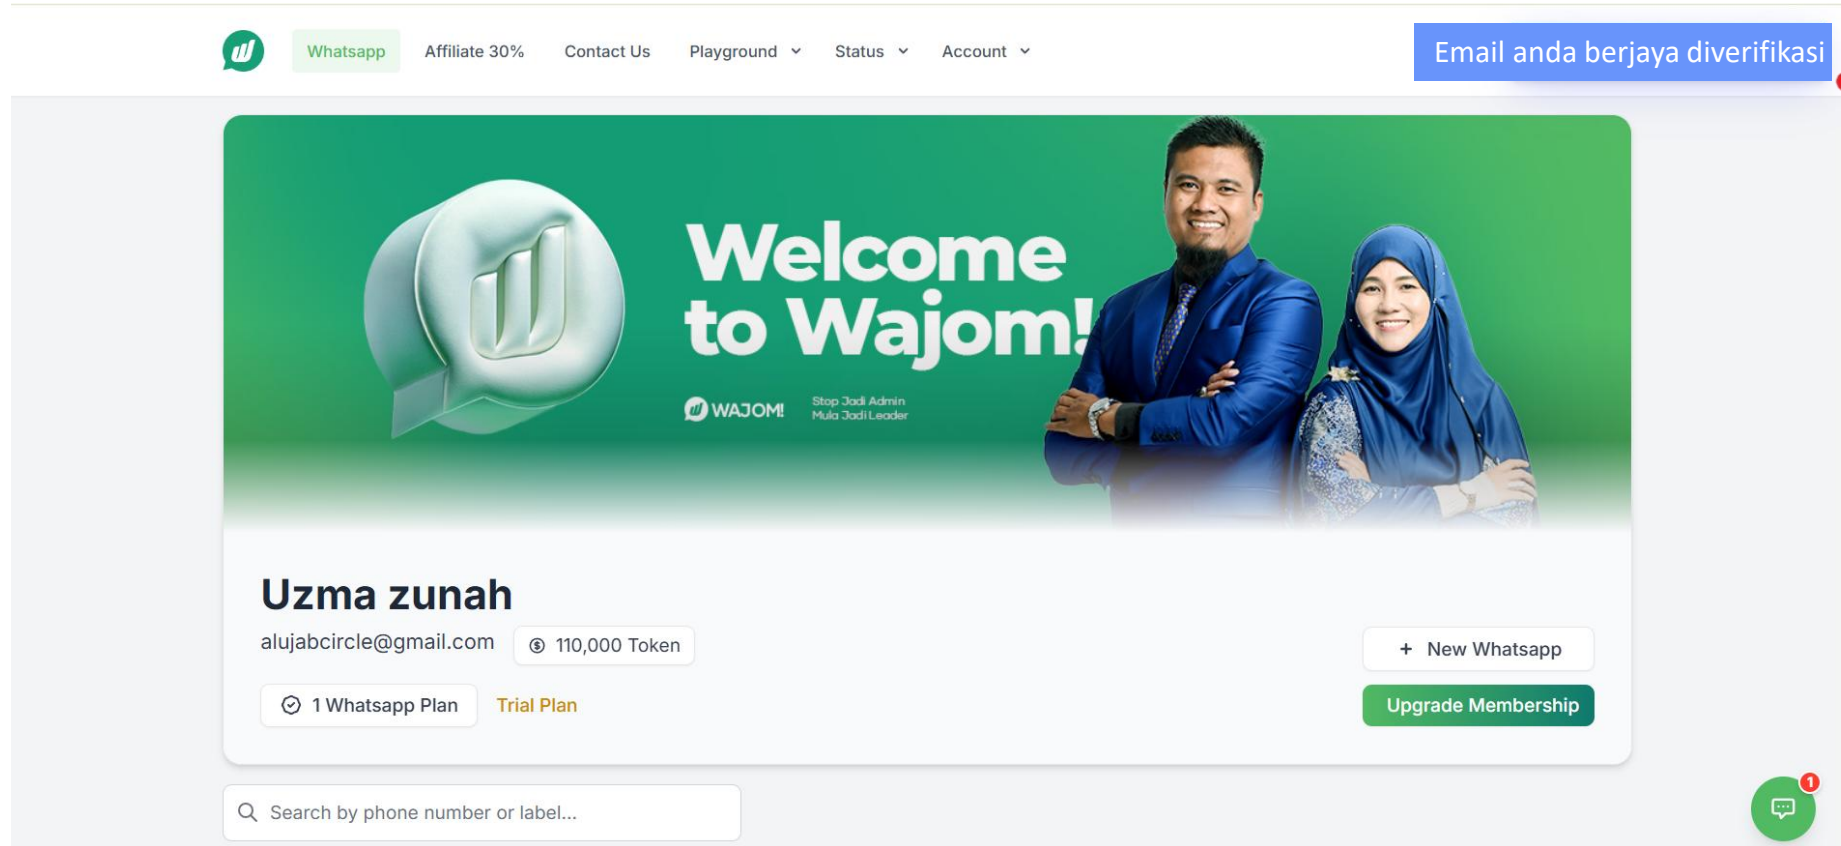 Whatsapp Affiliate 30% Contact Us Playground Status Account
Email anda berjaya diverifikasi
Welcome
to Wajom!
WAJOM!
Stop Jadi Admin
Mula Jadi Leader
Uzma zunah
alujabcircle@gmail.com
110,000 Token
+ New Whatsapp
1 Whatsapp Plan
Trial Plan
Upgrade Membership
Search by phone number or label...
1